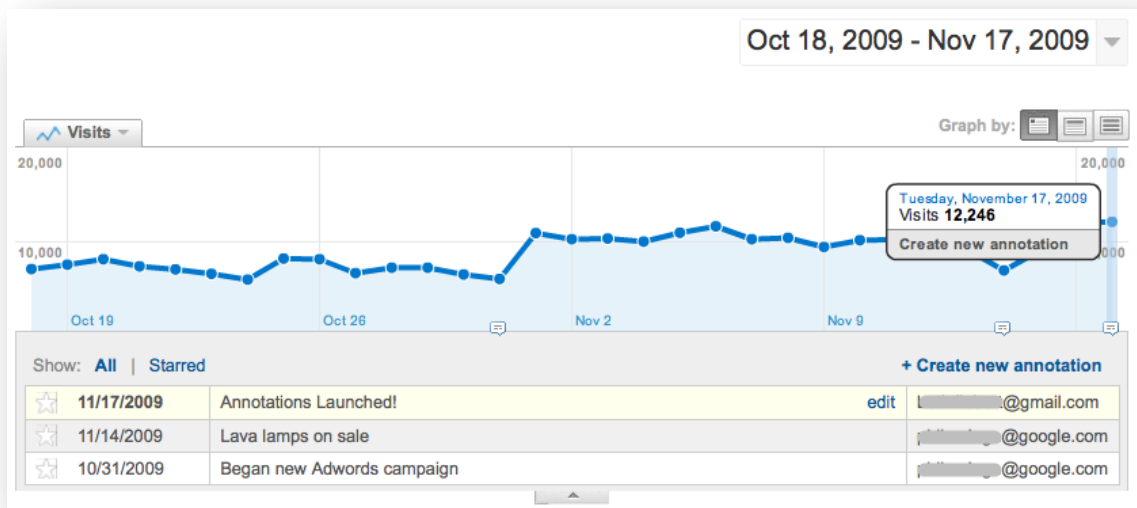 Oct 18, 2009 - Nov 17, 2009
Visits
Graph by:
20,000
20,000
Tuesday, November 17, 2009
Visits 12,246
Create new annotation
10,000
Oct 19
Oct 26
Nov 2
Nov 9
Show: All | Starred
+ Create new annotation
11/17/2009 Annotations Launched! edit @gmail.com
11/14/2009 Lava lamps on sale @google.com
10/31/2009 Began new Adwords campaign @google.com